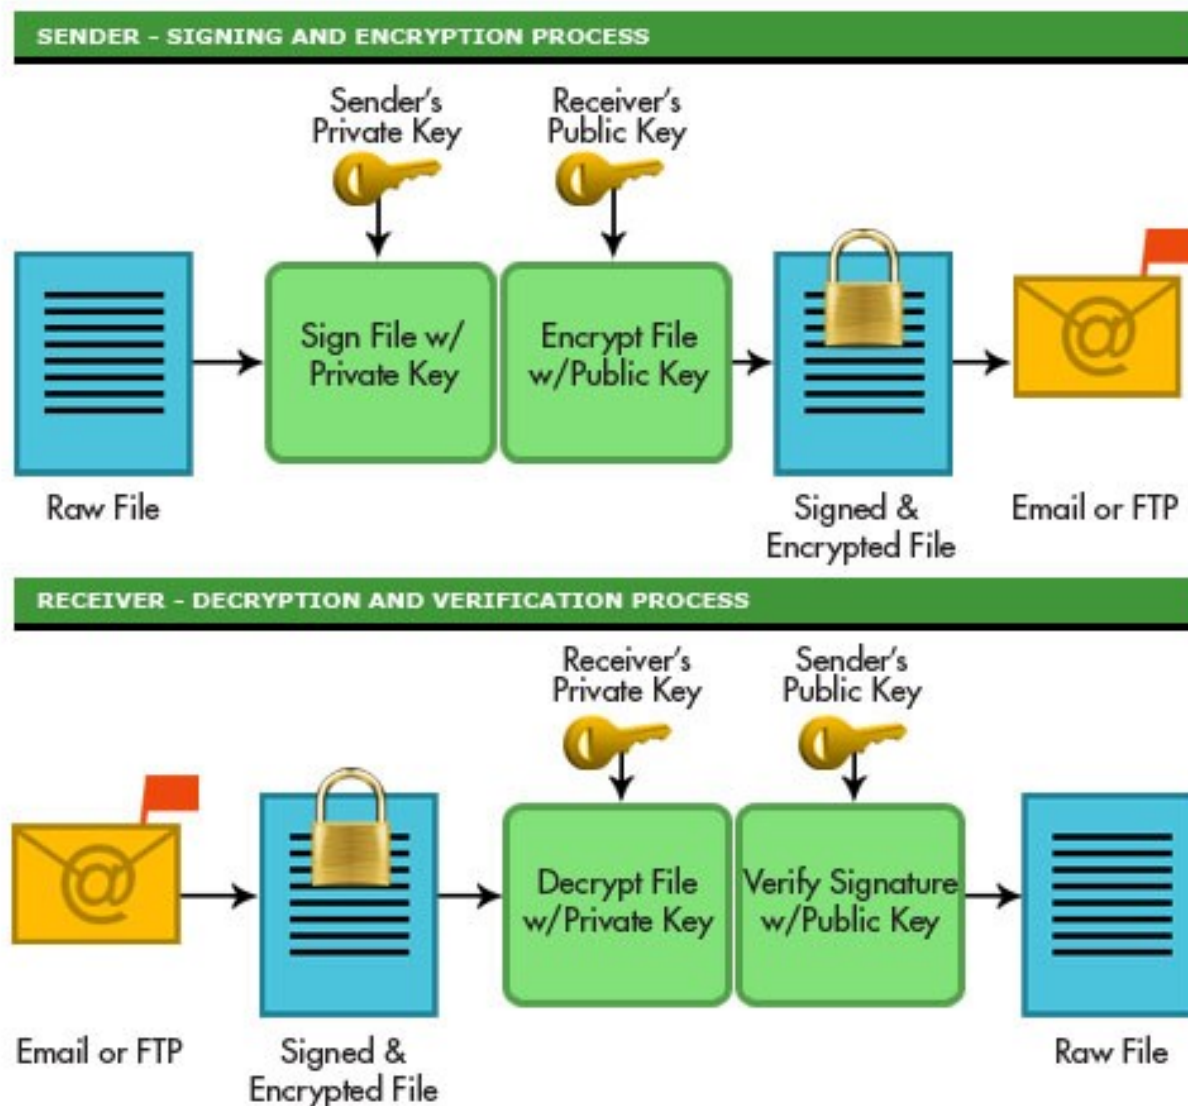 SENDER - SIGNING AND ENCRYPTION PROCESS
Sender's
Private Key
Receiver's
Public Key
Sign File w/
Private Key
Encrypt File
w/Public Key
Raw File
Signed &
Encrypted File
Email or FTP
RECEIVER - DECRYPTION AND VERIFICATION PROCESS
Receiver's
Private Key
Sender's
Public Key
Decrypt File
w/Private Key
Verify Signature
w/Public Key
Email or FTP
Signed &
Encrypted File
Raw File